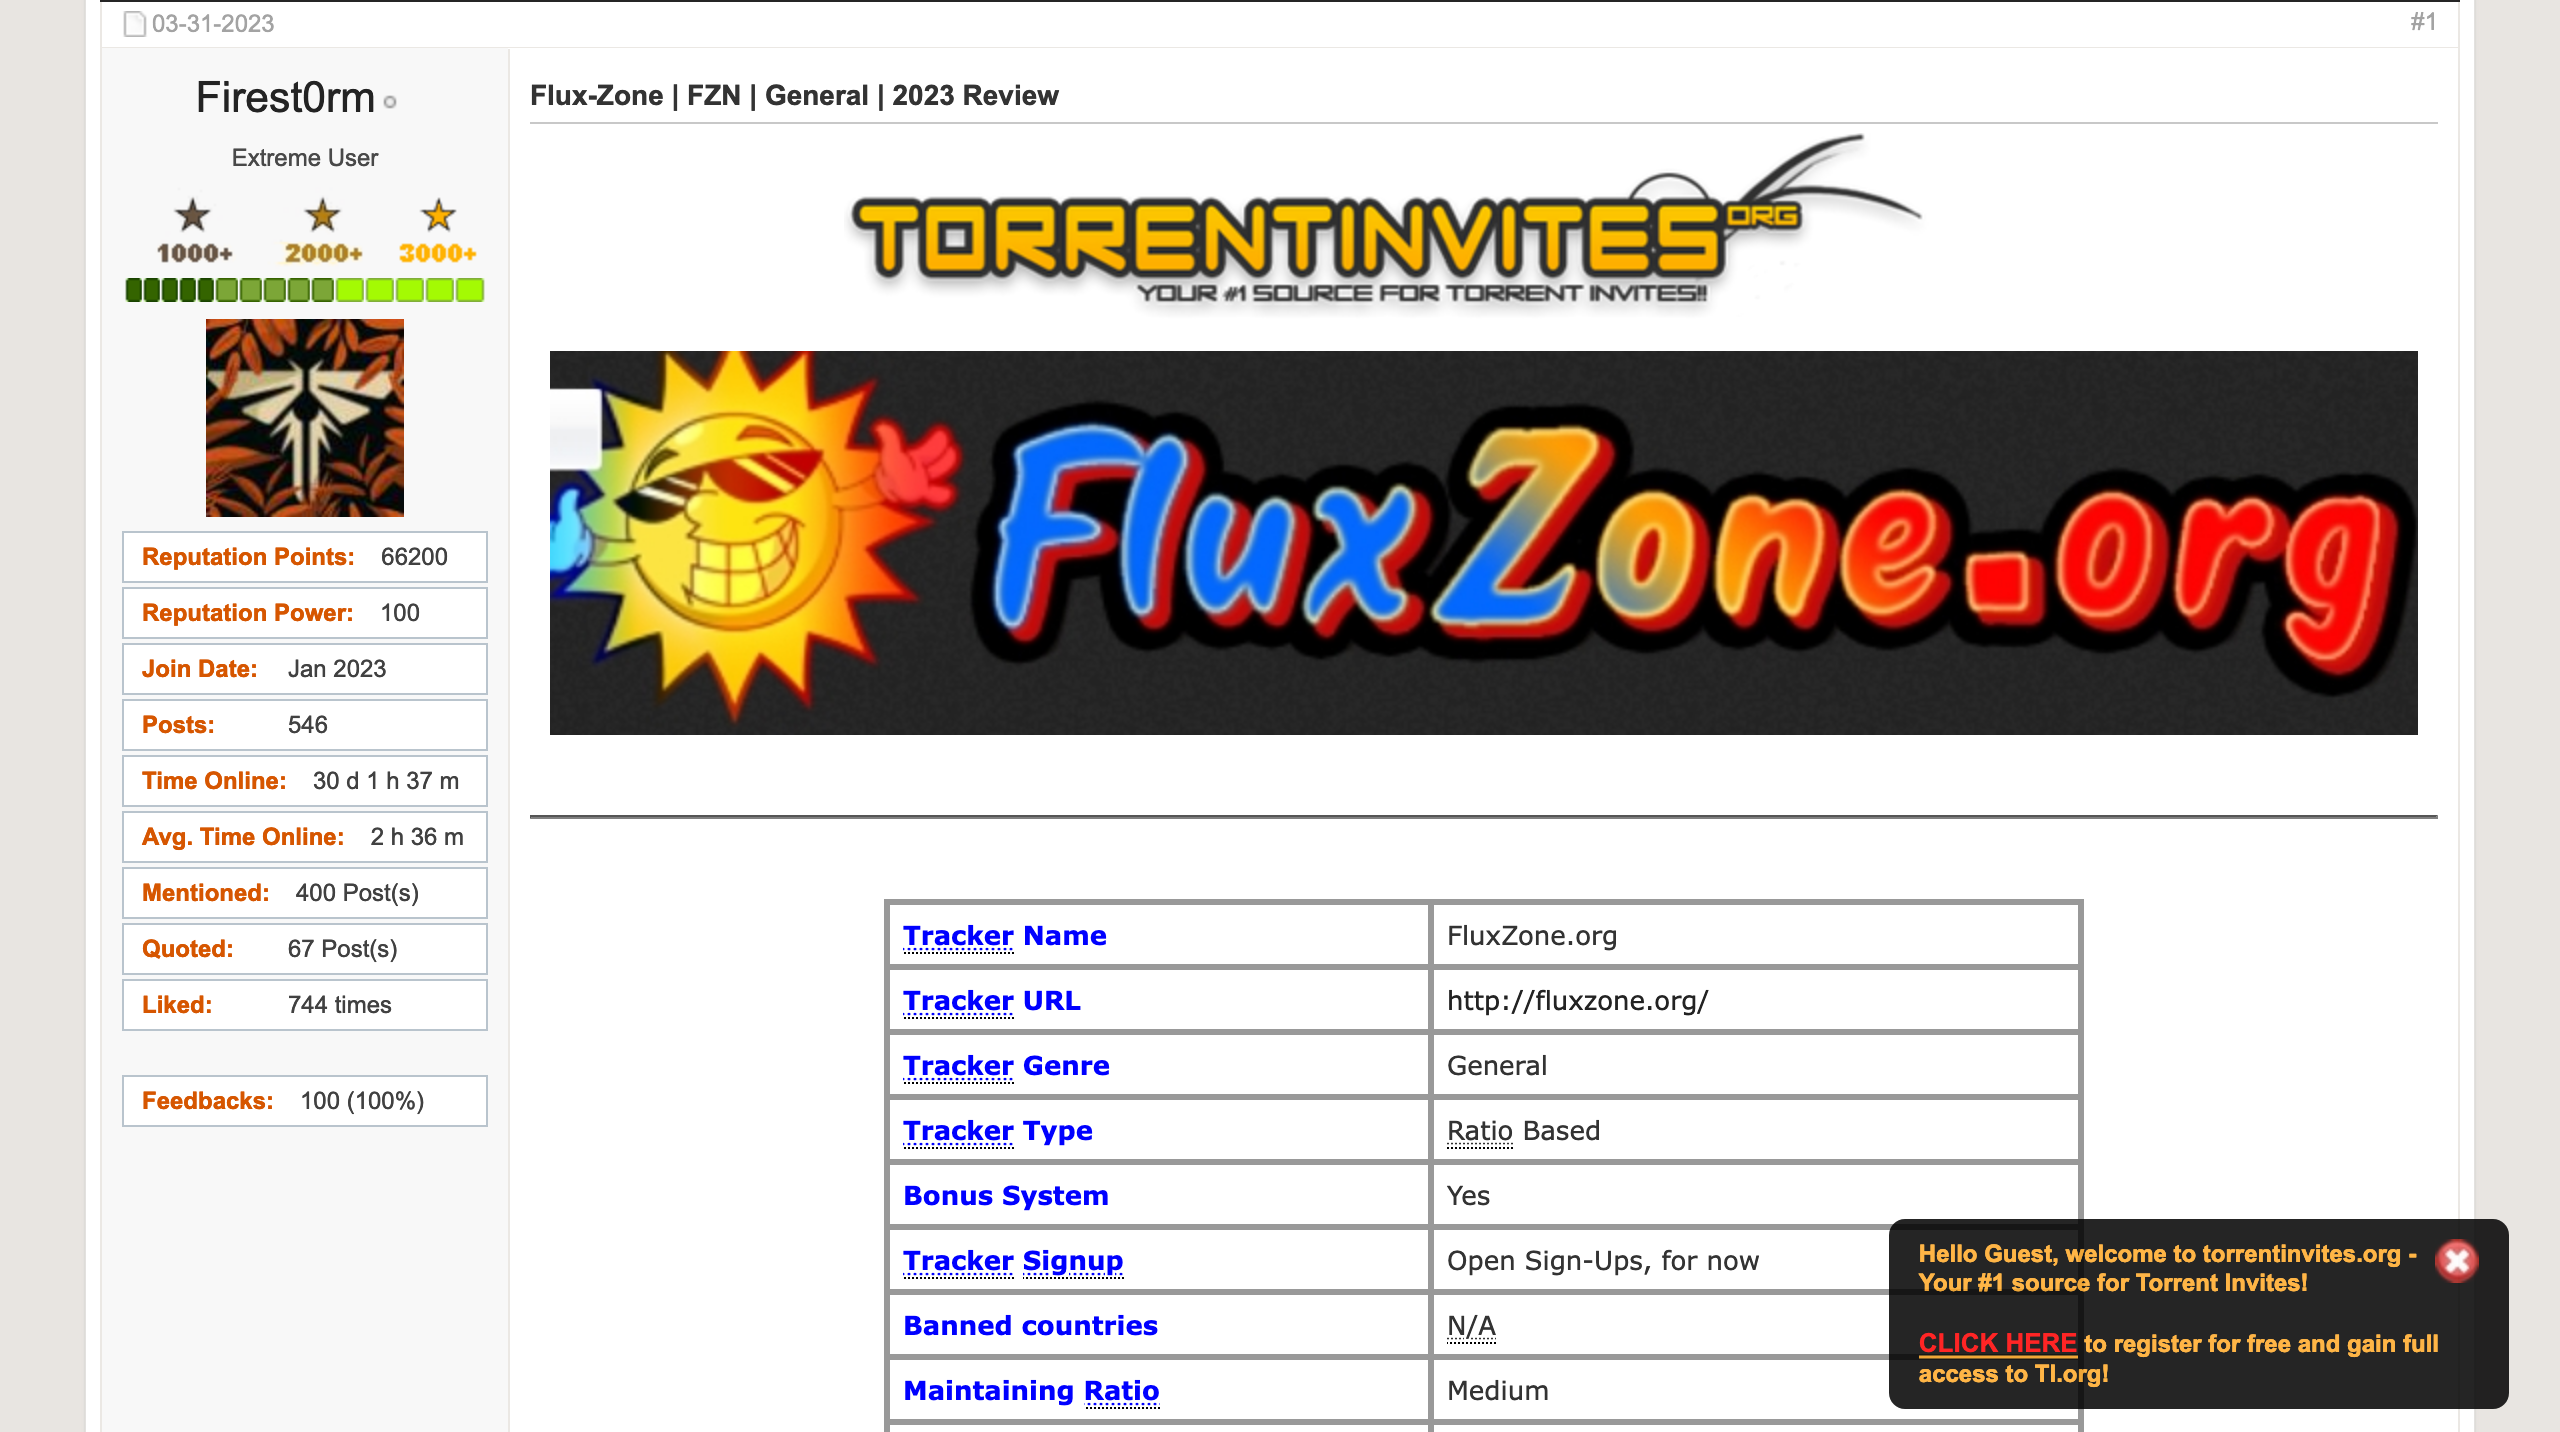 03-31-2023
#1
Firest0rm
Extreme User
1000+ 2000+ 3000+
Reputation Points: 66200
Reputation Power: 100
Join Date: Jan 2023
Posts: 546
Time Online: 30 d 1 h 37 m
Avg. Time Online: 2 h 36 m
Mentioned: 400 Post(s)
Quoted: 67 Post(s)
Liked: 744 times
Feedbacks: 100 (100%)
Flux-Zone | FZN | General | 2023 Review
TORRENTINVITES ORG
YOUR #1 SOURCE FOR TORRENT INVITES!!
FluxZone.org
Tracker Name FluxZone.org
Tracker URL http://fluxzone.org/
Tracker Genre General
Tracker Type Ratio Based
Bonus System Yes
Tracker Signup Open Sign-Ups, for now
Banned countries N/A
Maintaining Ratio Medium
Hello Guest, welcome to torrentinvites.org -
Your #1 source for Torrent Invites!
CLICK HERE to register for free and gain full
access to TI.org!